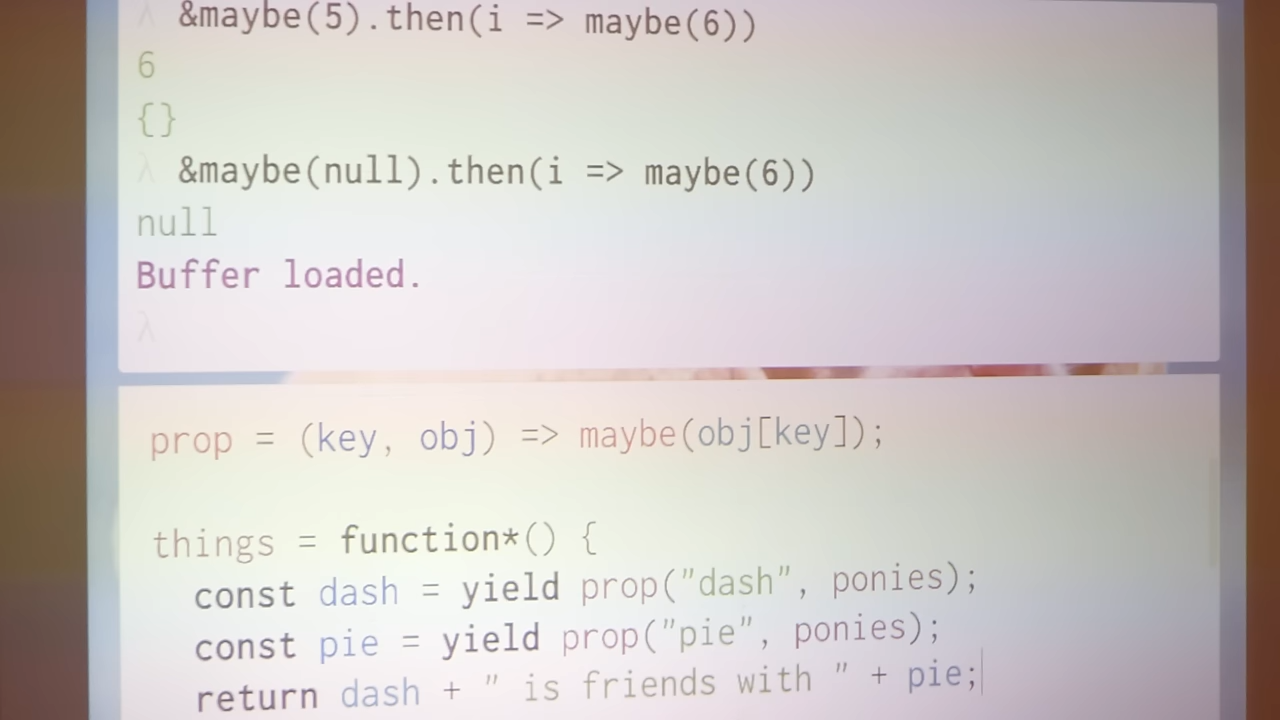 λ &maybe(5).then(i => maybe(6))
6
{}
λ &maybe(null).then(i => maybe(6))
null
Buffer loaded.
λ
prop = (key, obj) => maybe(obj[key]);
things = function*() {
const dash = yield prop("dash", ponies);
const pie = yield prop("pie", ponies);
return dash + " is friends with " + pie;